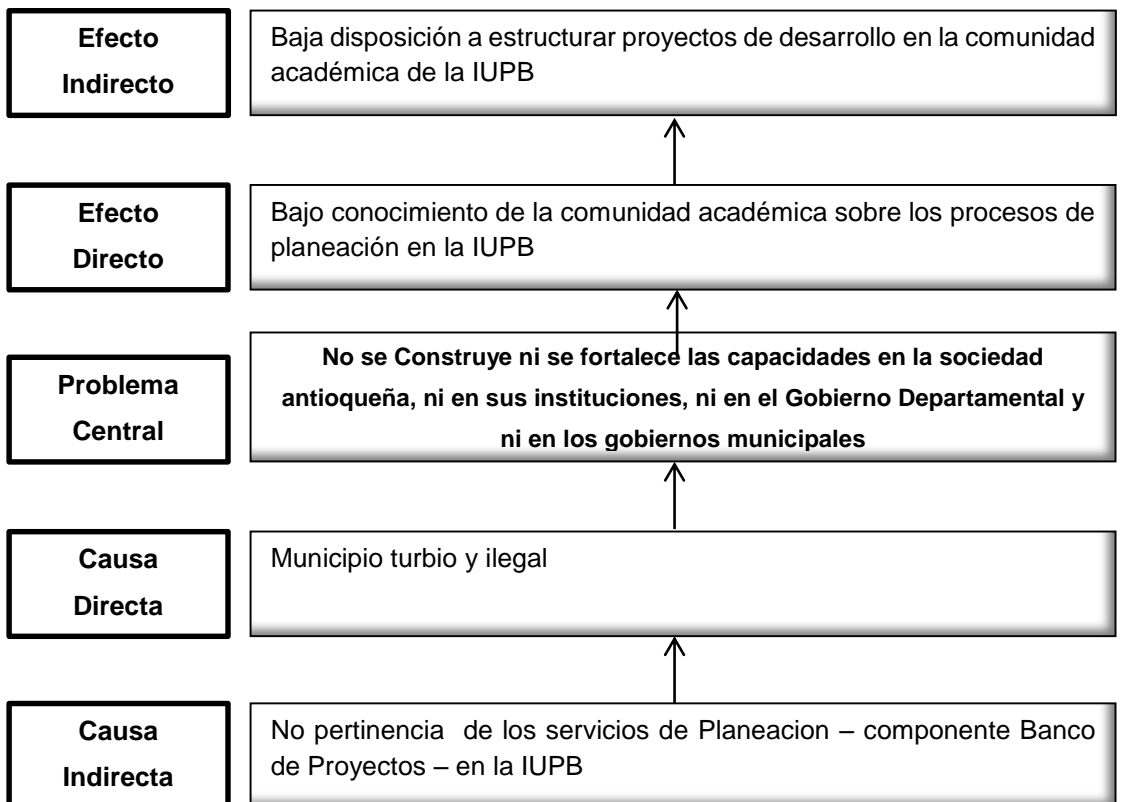 Efecto
Indirecto
Baja disposición a estructurar proyectos de desarrollo en la comunidad
académica de la IUPB
Efecto
Directo
Bajo conocimiento de la comunidad académica sobre los procesos de
planeación en la IUPB
Problema
Central
No se Construye ni se fortalece las capacidades en la sociedad
antioqueña, ni en sus instituciones, ni en el Gobierno Departamental y
ni en los gobiernos municipales
Causa
Directa
Municipio turbio y ilegal
Causa
Indirecta
No pertinencia de los servicios de Planeacion – componente Banco
de Proyectos – en la IUPB